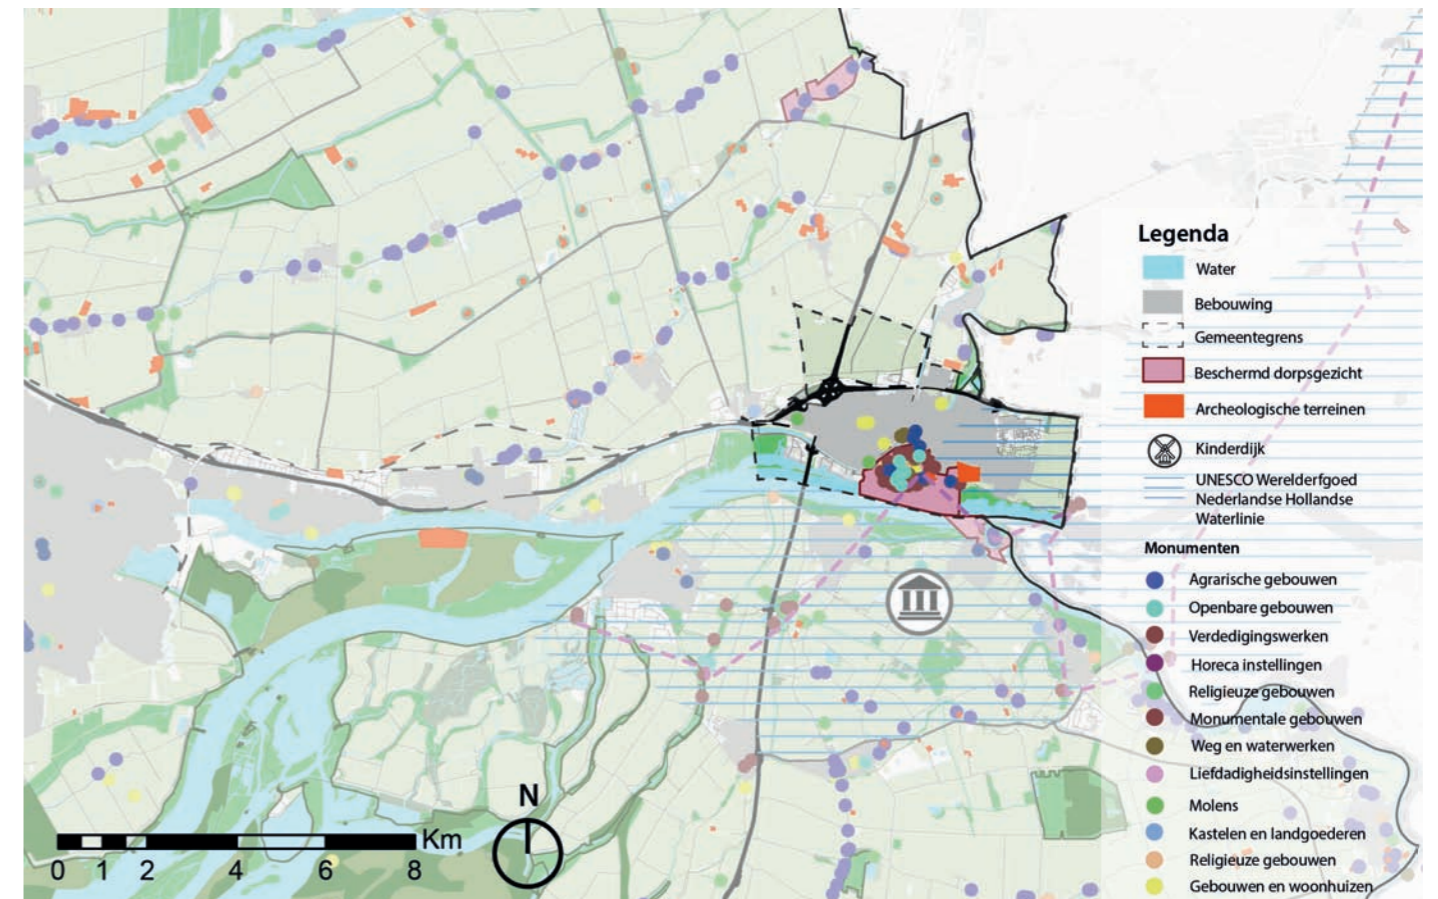 Legenda
Water
Bebouwing
Gemeentegrens
Beschermd dorpsgezicht
Archeologische terreinen
Kinderdijk
UNESCO Werelderfgoed
Nederlandse Hollandse
Waterlinie
Monumenten
Agrarische gebouwen
Openbare gebouwen
Verdedigingswerken
Horeca instellingen
Religieuze gebouwen
Monumentale gebouwen
Weg en waterwerken
Liefdadigheidsinstellingen
Molens
Kastelen en landgoederen
Religieuze gebouwen
Gebouwen en woonhuizen
N
Km
0 1 2 4 6 8